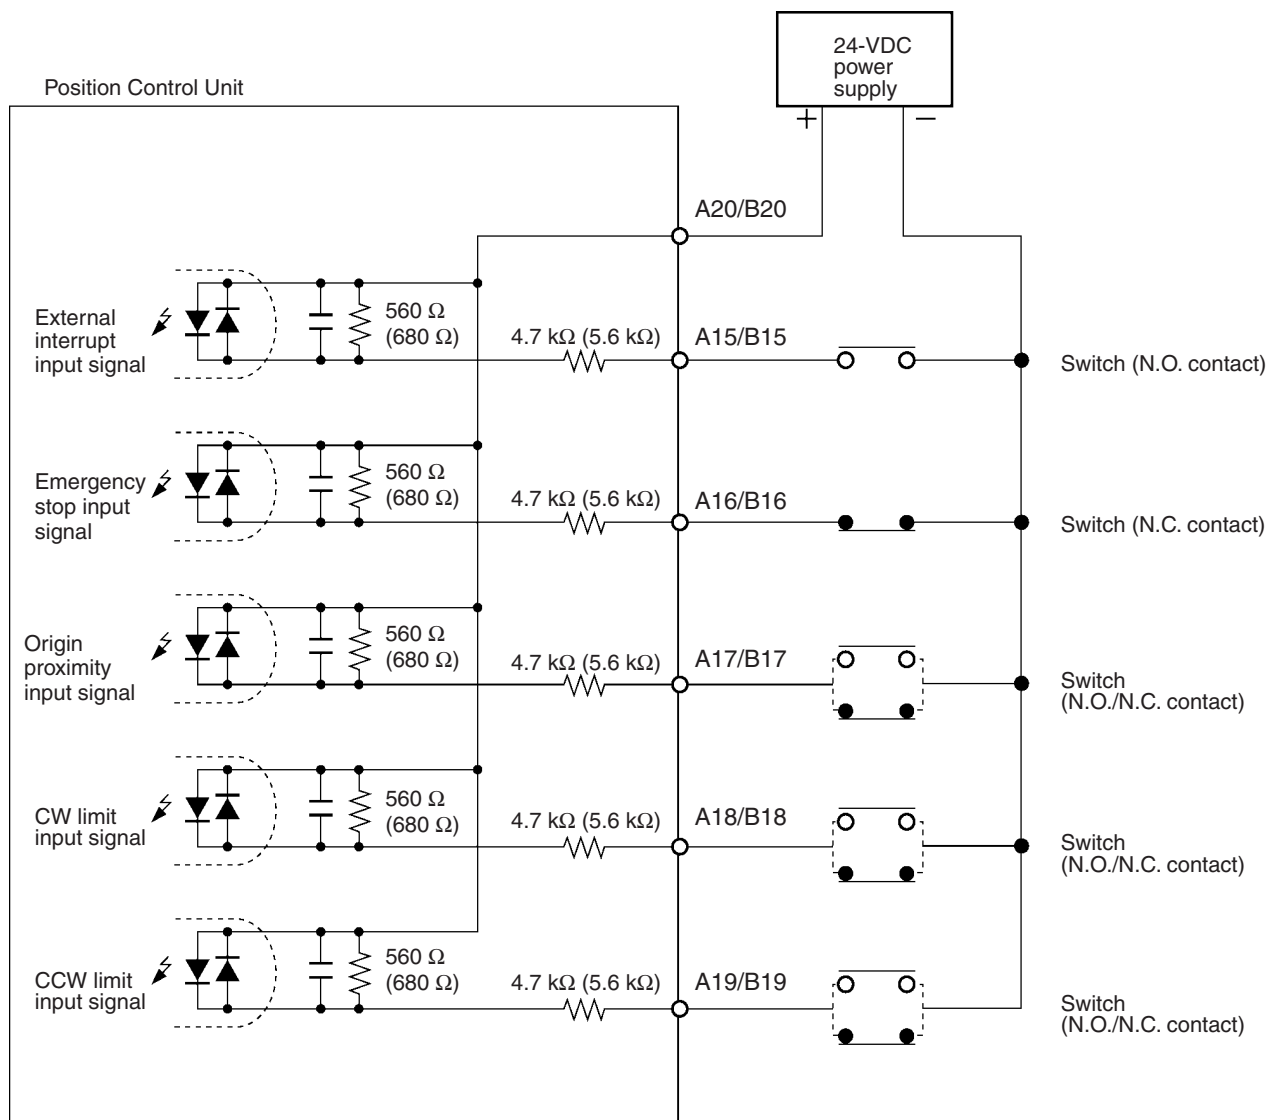 24-VDC
power
supply
Position Control Unit
+ −
A20/B20
External
interrupt
input signal
560 Ω
(680 Ω)
4.7 kΩ (5.6 kΩ)
A15/B15
Switch (N.O. contact)
Emergency
stop input
signal
560 Ω
(680 Ω)
4.7 kΩ (5.6 kΩ)
A16/B16
Switch (N.C. contact)
Origin
proximity
input signal
560 Ω
(680 Ω)
4.7 kΩ (5.6 kΩ)
A17/B17
Switch
(N.O./N.C. contact)
CW limit
input signal
560 Ω
(680 Ω)
4.7 kΩ (5.6 kΩ)
A18/B18
Switch
(N.O./N.C. contact)
CCW limit
input signal
560 Ω
(680 Ω)
4.7 kΩ (5.6 kΩ)
A19/B19
Switch
(N.O./N.C. contact)